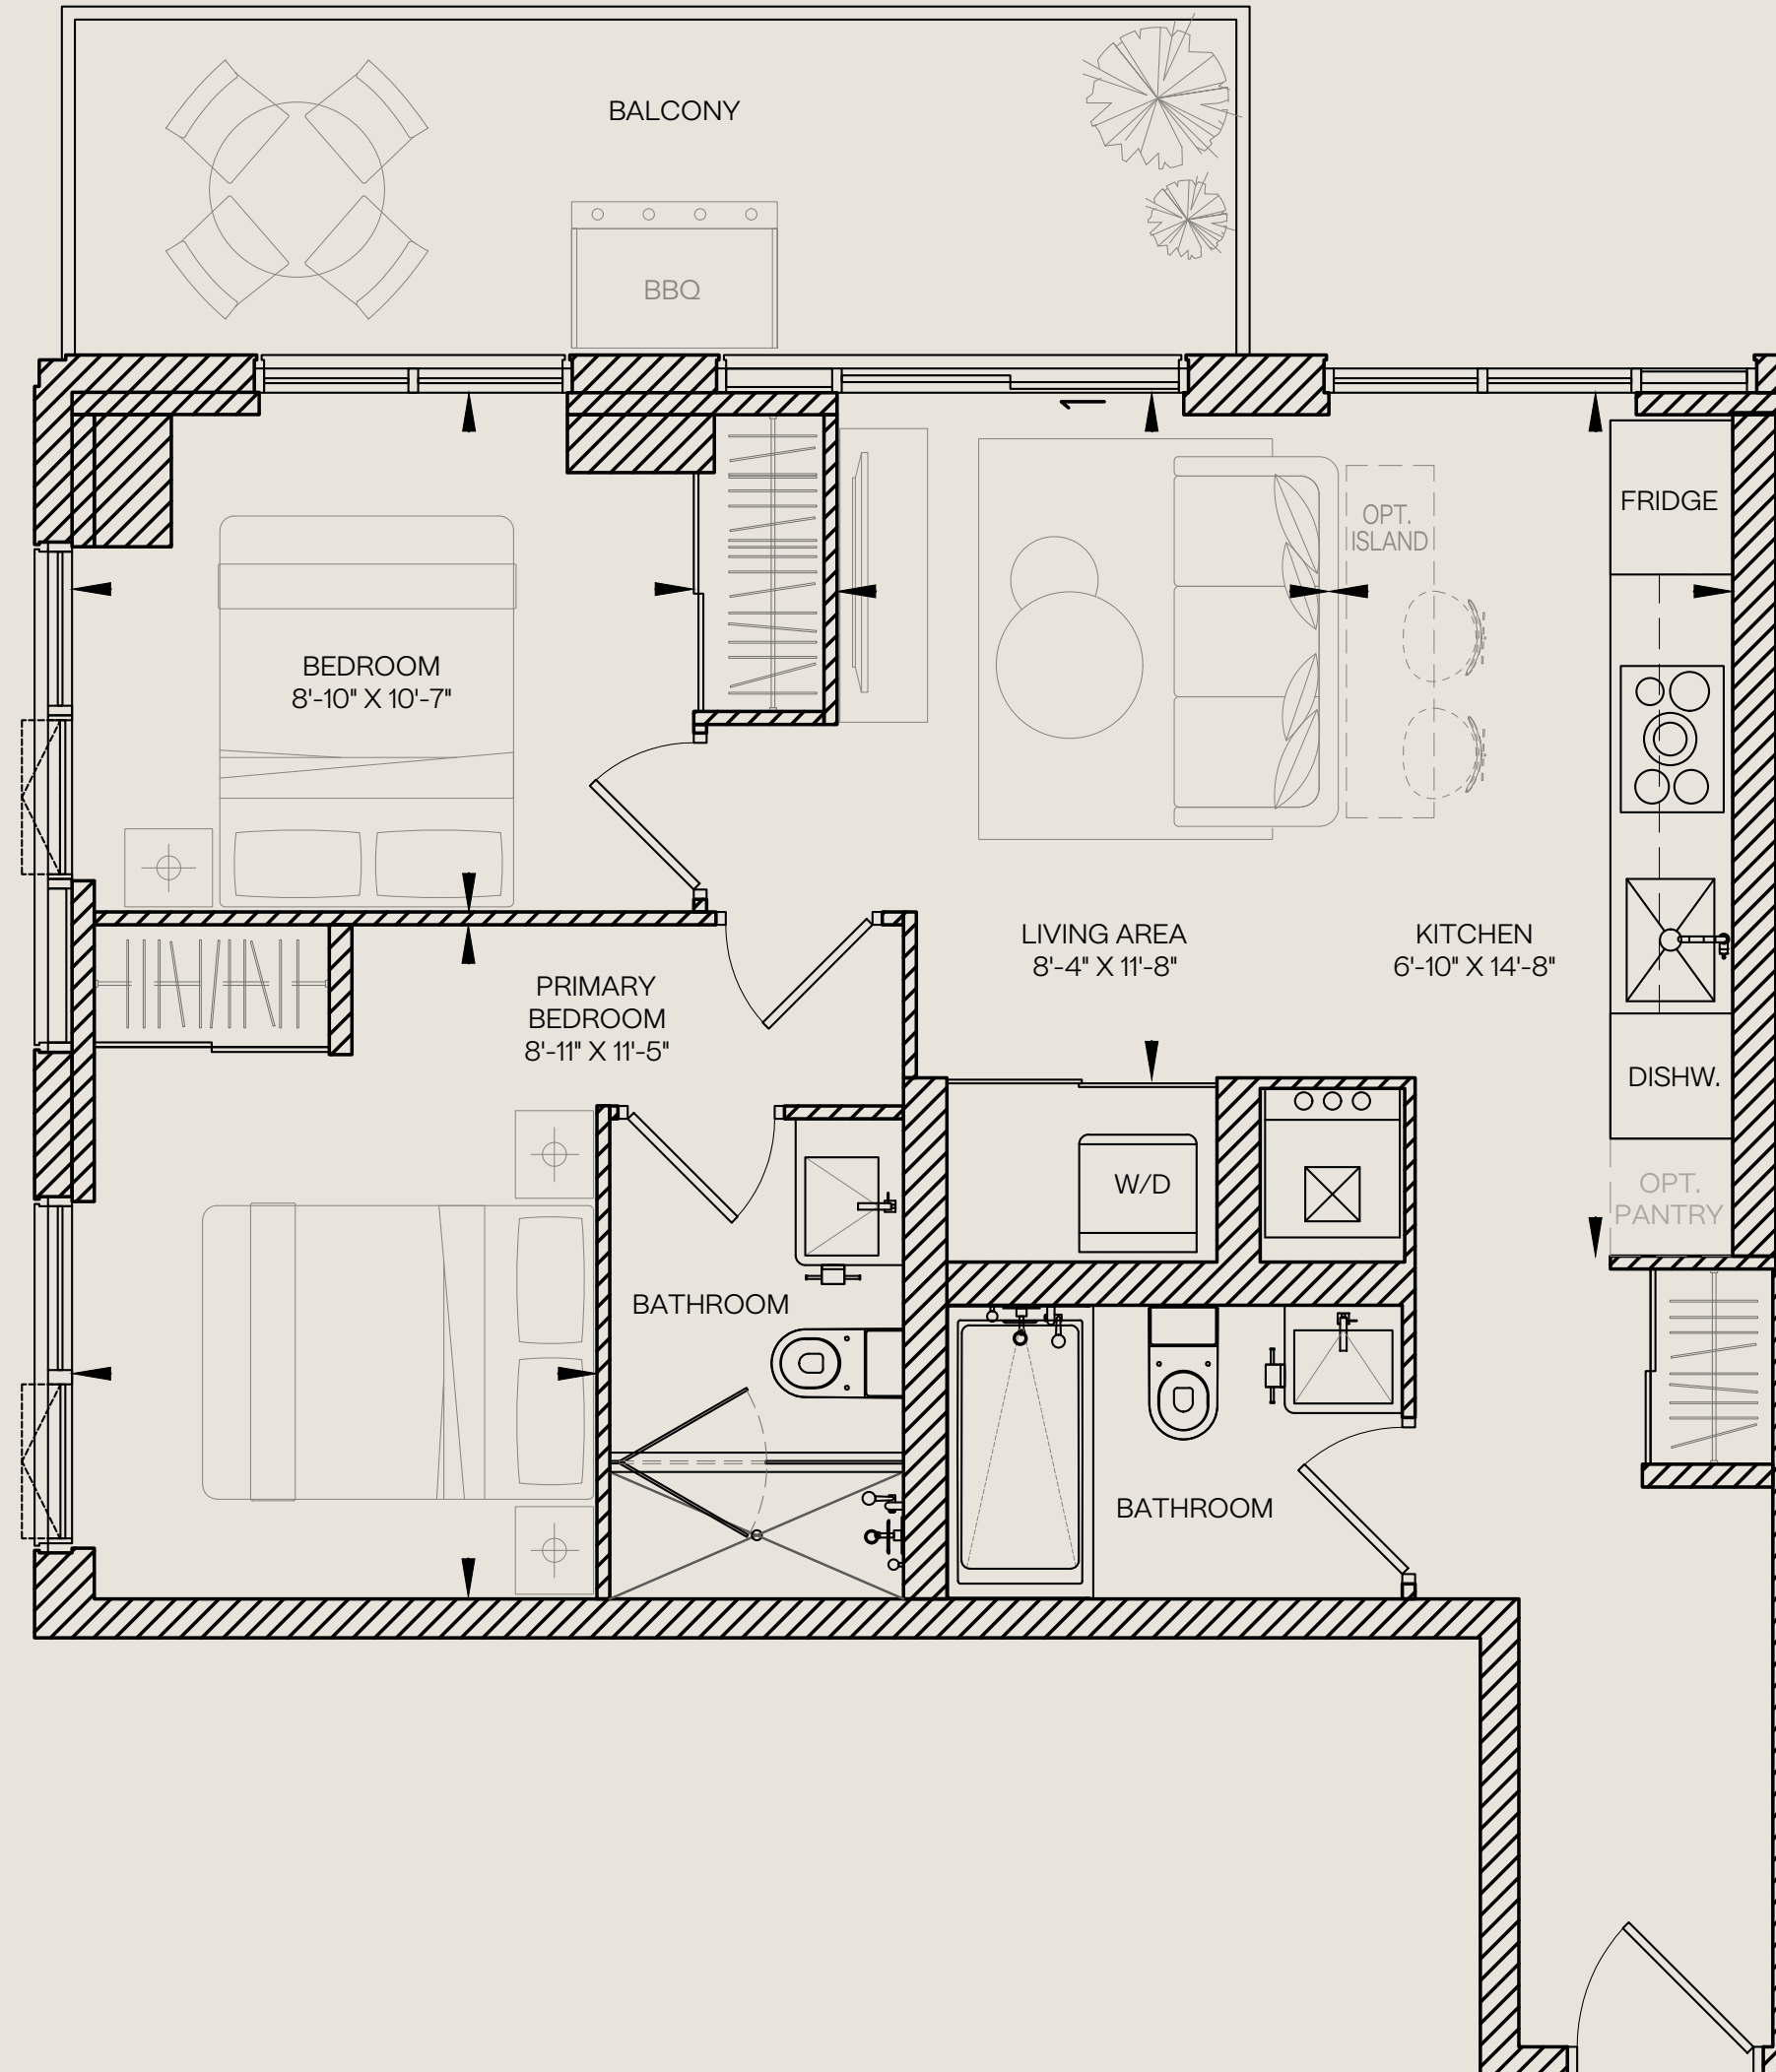 BALCONY
BBQ
OPT.
ISLAND
FRIDGE
BEDROOM
8'-10" X 10'-7"
LIVING AREA
8'-4" X 11'-8"
KITCHEN
6'-10" X 14'-8"
PRIMARY
BEDROOM
8'-11" X 11'-5"
DISHW.
W/D
OPT.
PANTRY
BATHROOM
BATHROOM